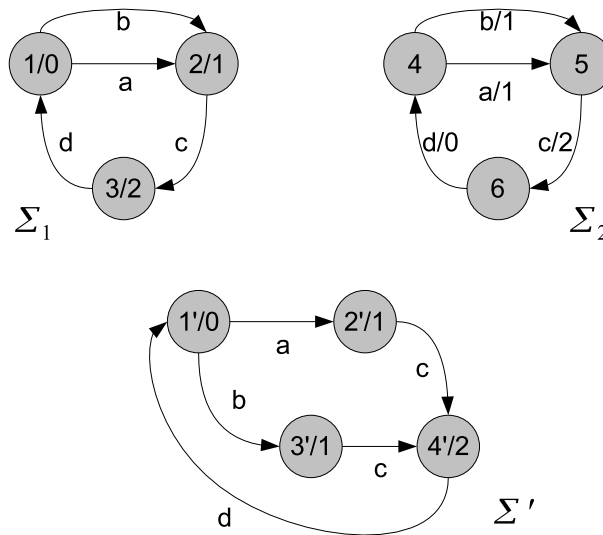 b b/1
1/0 2/1 4 5
a a/1
d c d/0 c/2
3/2 6
Σ₁ Σ₂
1'/0 2'/1
a
c
b
3'/1 4'/2
c
d Σ'